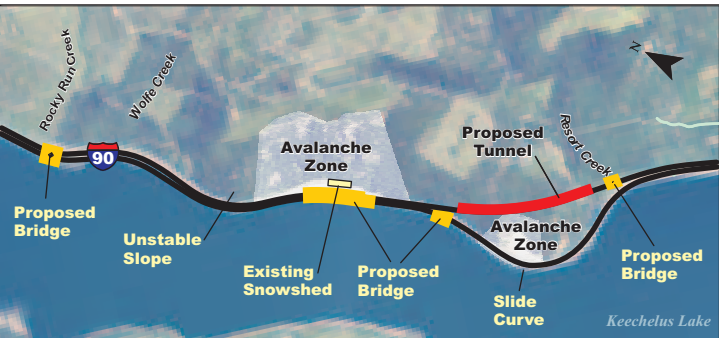 Rocky Run Creek
Wolfe Creek
N
90
Avalanche
Zone
Proposed
Tunnel
Resort Creek
Proposed
Bridge
Unstable
Slope
Existing
Snowshed
Proposed
Bridge
Avalanche
Zone
Proposed
Bridge
Slide
Curve
Keechelus Lake